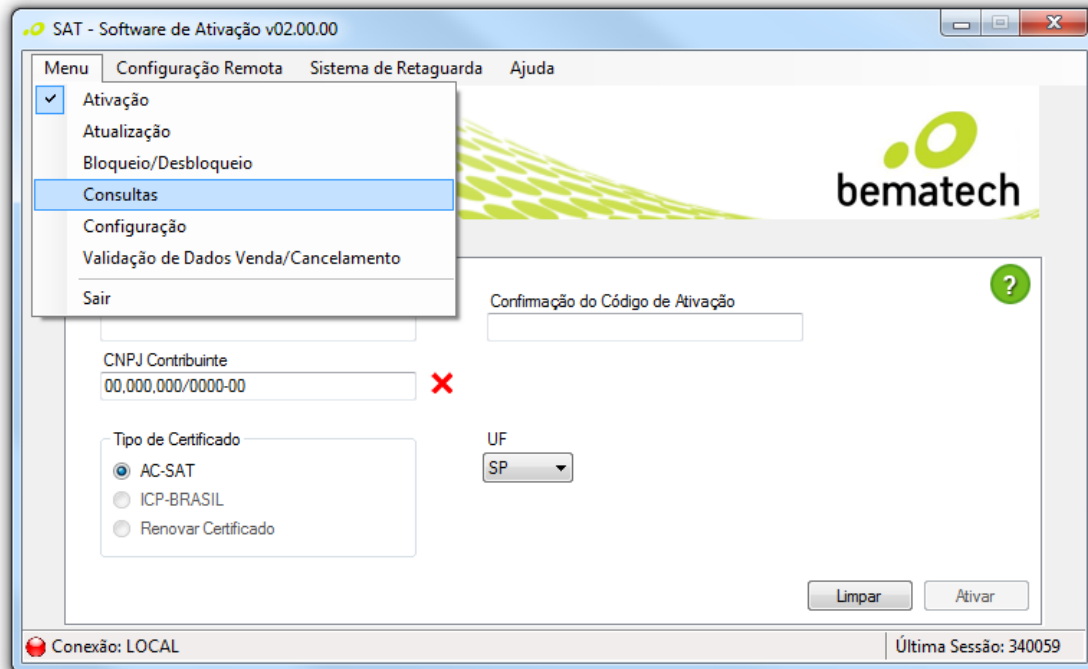 SAT - Software de Ativação v02.00.00
Menu Configuração Remota Sistema de Retaguarda Ajuda
Ativação
Atualização
Bloqueio/Desbloqueio
Consultas
Configuração
Validação de Dados Venda/Cancelamento
Sair
bematech
?
Confirmação do Código de Ativação
CNPJ Contribuinte
00,000,000/0000-00
Tipo de Certificado
AC-SAT
ICP-BRASIL
Renovar Certificado
UF
SP
Limpar Ativar
Conexão: LOCAL Última Sessão: 340059